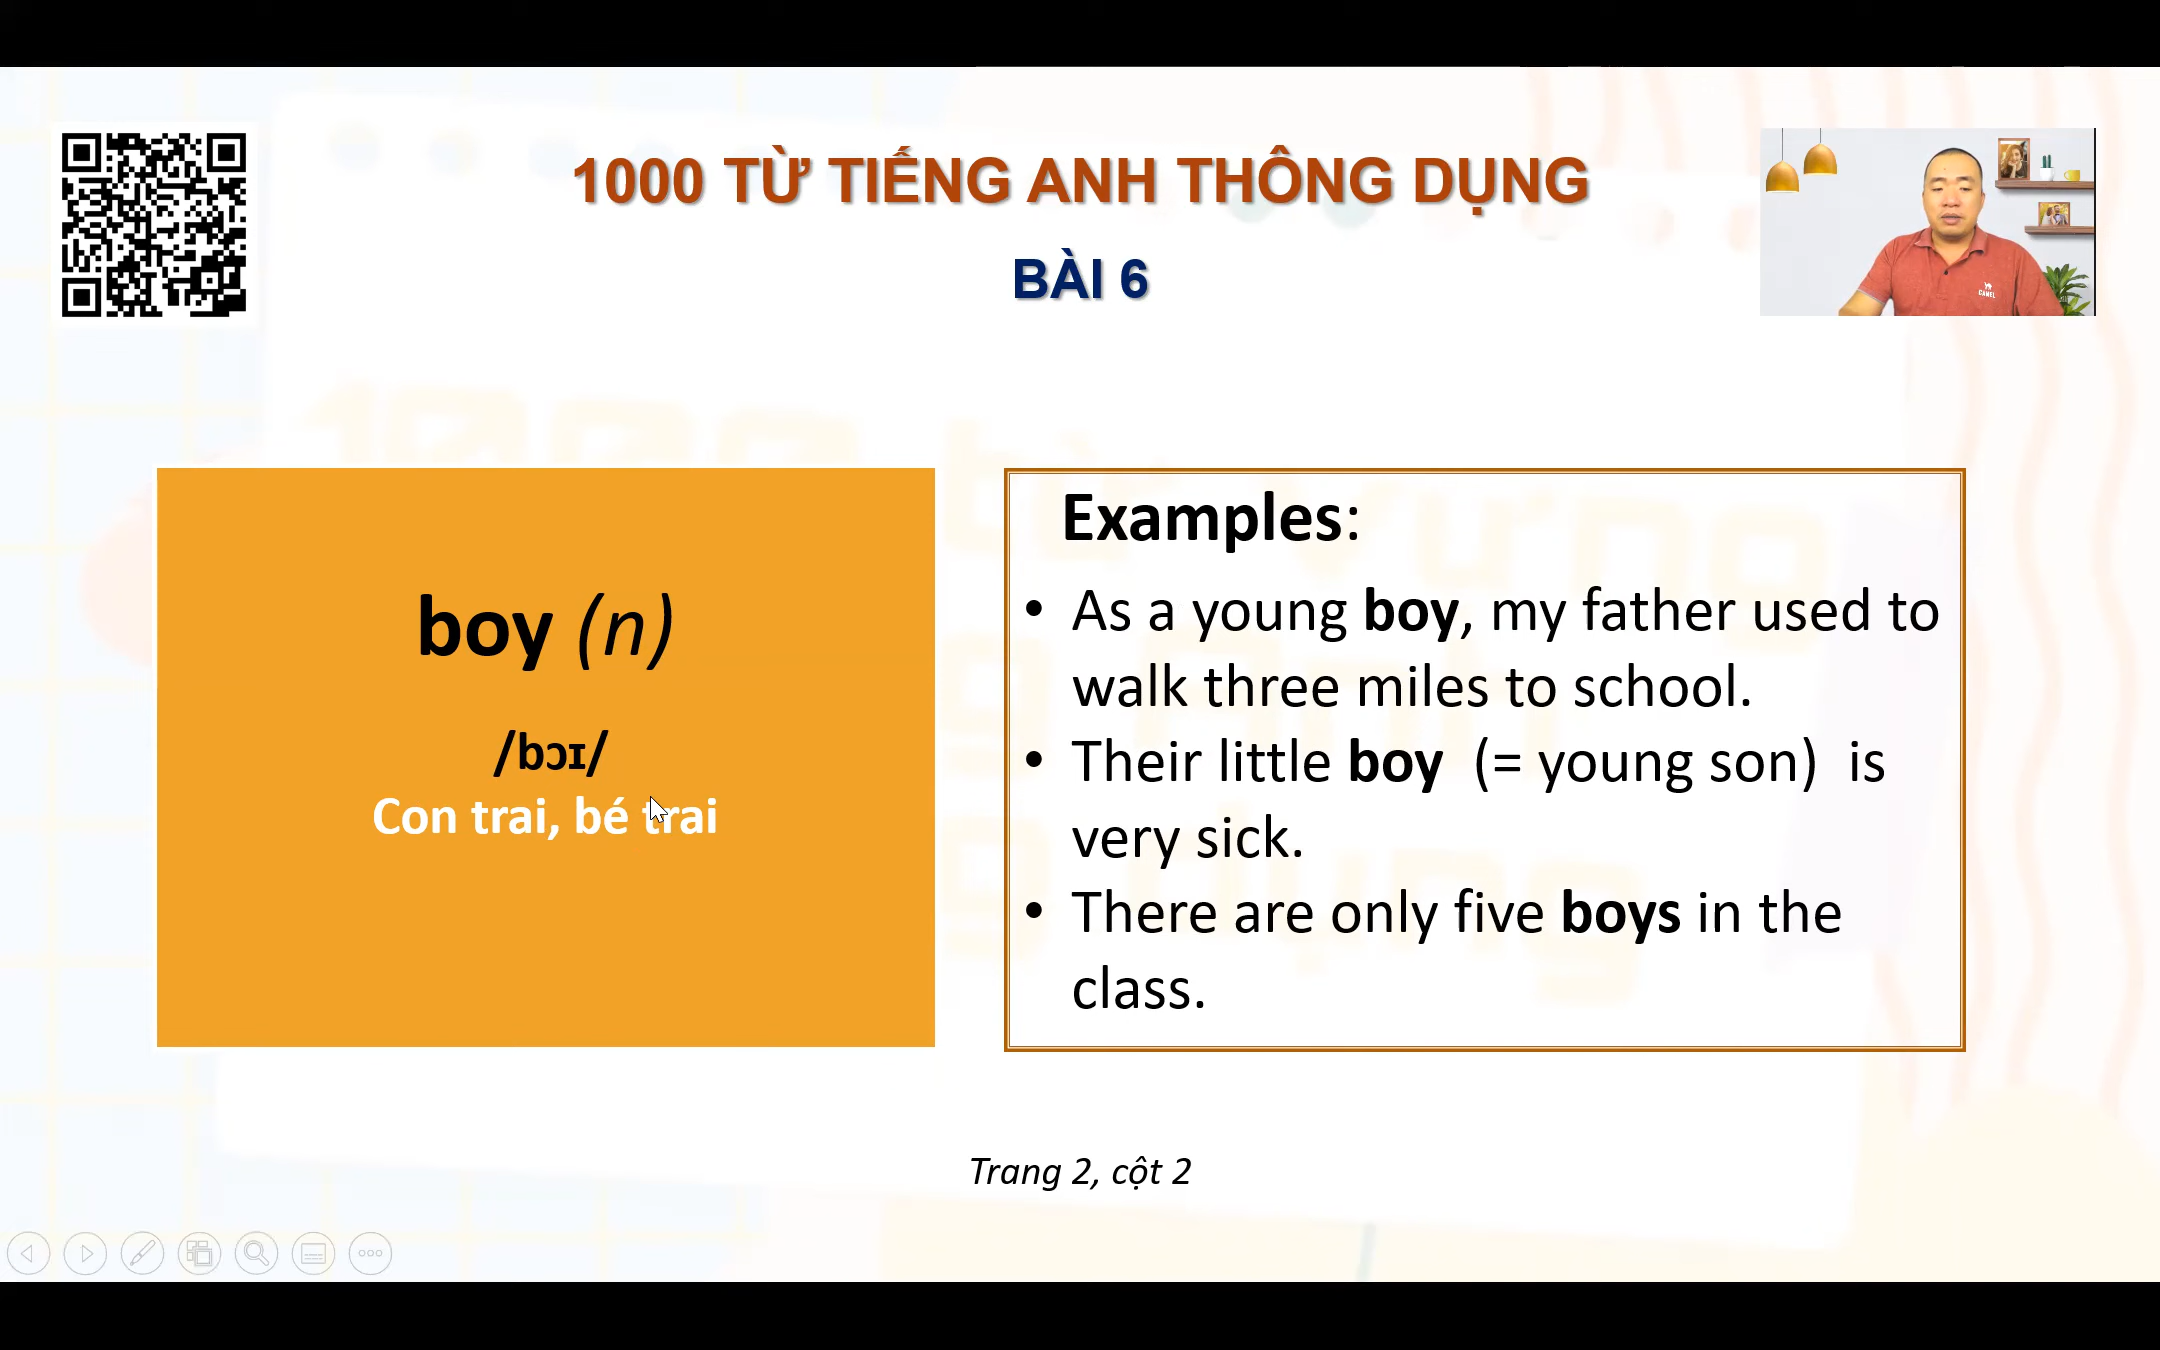 1000 TỪ TIẾNG ANH THÔNG DỤNG
BÀI 6
boy (n)
/bɔɪ/
Con trai, bé trai
Examples:
• As a young boy, my father used to
walk three miles to school.
• Their little boy (= young son) is
very sick.
• There are only five boys in the
class.
Trang 2, cột 2
CAMEL